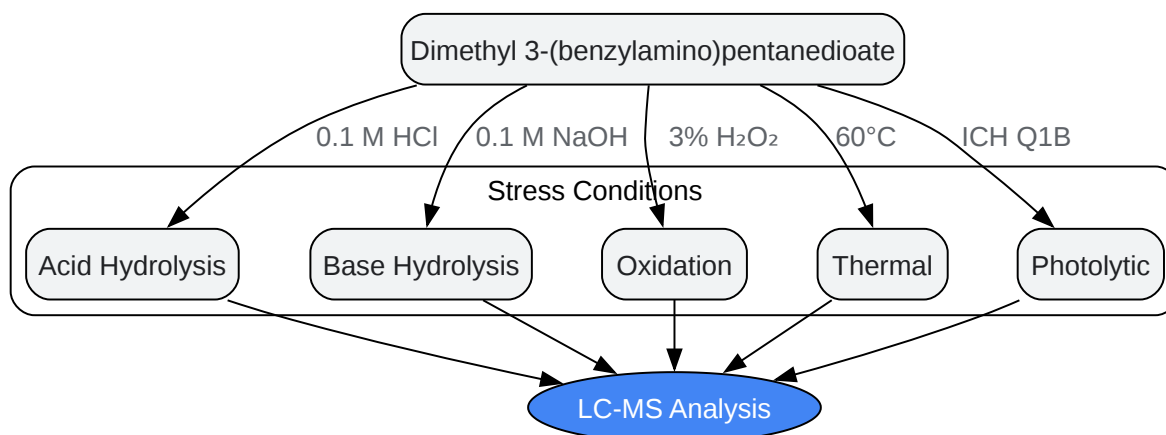 Dimethyl 3-(benzylamino)pentanedioate
0.1 M HCl
0.1 M NaOH
3% H₂O₂
60°C
ICH Q1B
Stress Conditions
Acid Hydrolysis
Base Hydrolysis
Oxidation
Thermal
Photolytic
LC-MS Analysis